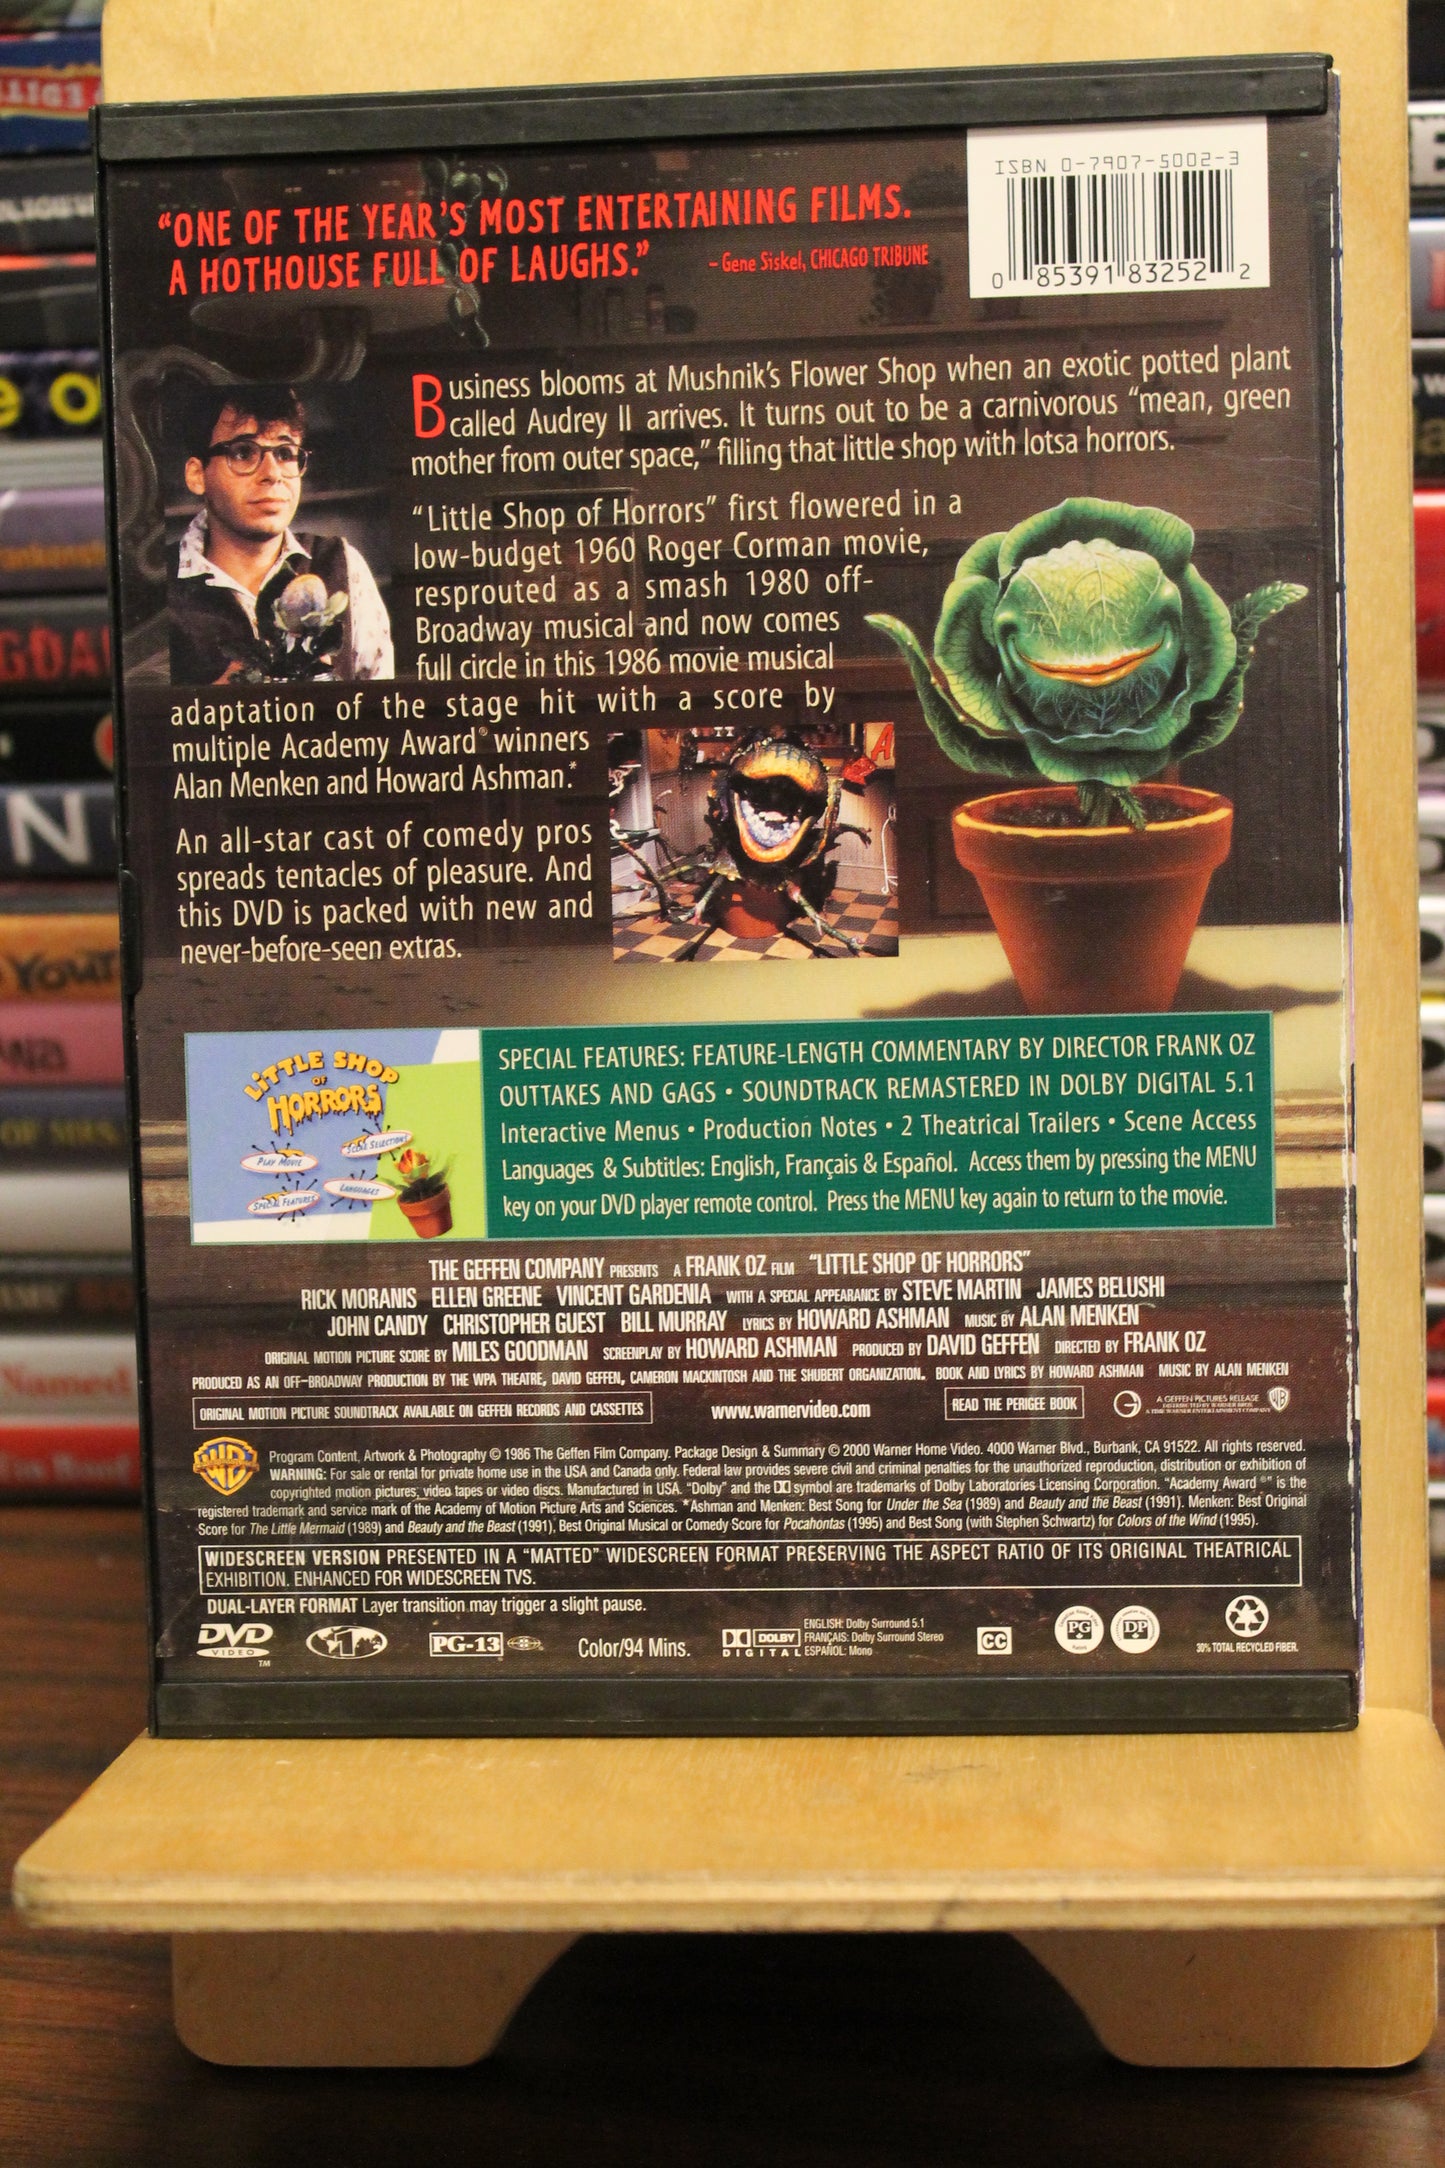 ISBN 0-7907-5002-3
0 85391 83252 2
“ONE OF THE YEAR’S MOST ENTERTAINING FILMS.
A HOTHOUSE FULL OF LAUGHS.”
– Gene Siskel, CHICAGO TRIBUNE
Business blooms at Mushnik’s Flower Shop when an exotic potted plant
called Audrey II arrives. It turns out to be a carnivorous “mean, green
mother from outer space,” filling that little shop with lotsa horrors.
“Little Shop of Horrors” first flowered in a
low-budget 1960 Roger Corman movie,
resprouted as a smash 1980 off-
Broadway musical and now comes
full circle in this 1986 movie musical
adaptation of the stage hit with a score by
multiple Academy Award® winners
Alan Menken and Howard Ashman.*
An all-star cast of comedy pros
spreads tentacles of pleasure. And
this DVD is packed with new and
never-before-seen extras.
LITTLE SHOP
OF
HORRORS
PLAY MOVIE
SCENE SELECTIONS
SPECIAL FEATURES
LANGUAGES
SPECIAL FEATURES: FEATURE-LENGTH COMMENTARY BY DIRECTOR FRANK OZ
OUTTAKES AND GAGS • SOUNDTRACK REMASTERED IN DOLBY DIGITAL 5.1
Interactive Menus • Production Notes • 2 Theatrical Trailers • Scene Access
Languages & Subtitles: English, Français & Español. Access them by pressing the MENU
key on your DVD player remote control. Press the MENU key again to return to the movie.
THE GEFFEN COMPANY PRESENTS A FRANK OZ FILM “LITTLE SHOP OF HORRORS”
RICK MORANIS ELLEN GREENE VINCENT GARDENIA WITH A SPECIAL APPEARANCE BY STEVE MARTIN JAMES BELUSHI
JOHN CANDY CHRISTOPHER GUEST BILL MURRAY LYRICS BY HOWARD ASHMAN MUSIC BY ALAN MENKEN
ORIGINAL MOTION PICTURE SCORE BY MILES GOODMAN SCREENPLAY BY HOWARD ASHMAN PRODUCED BY DAVID GEFFEN DIRECTED BY FRANK OZ
PRODUCED AS AN OFF-BROADWAY PRODUCTION BY THE WPA THEATRE, DAVID GEFFEN, CAMERON MACKINTOSH AND THE SHUBERT ORGANIZATION. BOOK AND LYRICS BY HOWARD ASHMAN MUSIC BY ALAN MENKEN
ORIGINAL MOTION PICTURE SOUNDTRACK AVAILABLE ON GEFFEN RECORDS AND CASSETTES
www.warnervideo.com
READ THE PERIGEE BOOK
A GEFFEN PICTURES RELEASE
DISTRIBUTED BY WARNER BROS.
A TIME WARNER ENTERTAINMENT COMPANY
Program Content, Artwork & Photography © 1986 The Geffen Film Company. Package Design & Summary © 2000 Warner Home Video. 4000 Warner Blvd., Burbank, CA 91522. All rights reserved.
WARNING: For sale or rental for private home use in the USA and Canada only. Federal law provides severe civil and criminal penalties for the unauthorized reproduction, distribution or exhibition of
copyrighted motion pictures, video tapes or video discs. Manufactured in USA. “Dolby” and the DD symbol are trademarks of Dolby Laboratories Licensing Corporation. “Academy Award ®” is the
registered trademark and service mark of the Academy of Motion Picture Arts and Sciences. *Ashman and Menken: Best Song for Under the Sea (1989) and Beauty and the Beast (1991). Menken: Best Original
Score for The Little Mermaid (1989) and Beauty and the Beast (1991), Best Original Musical or Comedy Score for Pocahontas (1995) and Best Song (with Stephen Schwartz) for Colors of the Wind (1995).
WIDESCREEN VERSION PRESENTED IN A “MATTED” WIDESCREEN FORMAT PRESERVING THE ASPECT RATIO OF ITS ORIGINAL THEATRICAL
EXHIBITION. ENHANCED FOR WIDESCREEN TVS.
DUAL-LAYER FORMAT Layer transition may trigger a slight pause.
DVD
VIDEO
TM
1
PG-13
Color/94 Mins.
DOLBY
DIGITAL
ENGLISH: Dolby Surround 5.1
FRANÇAIS: Dolby Surround Stereo
ESPAÑOL: Mono
CC
PG
DP
30% TOTAL RECYCLED FIBER.